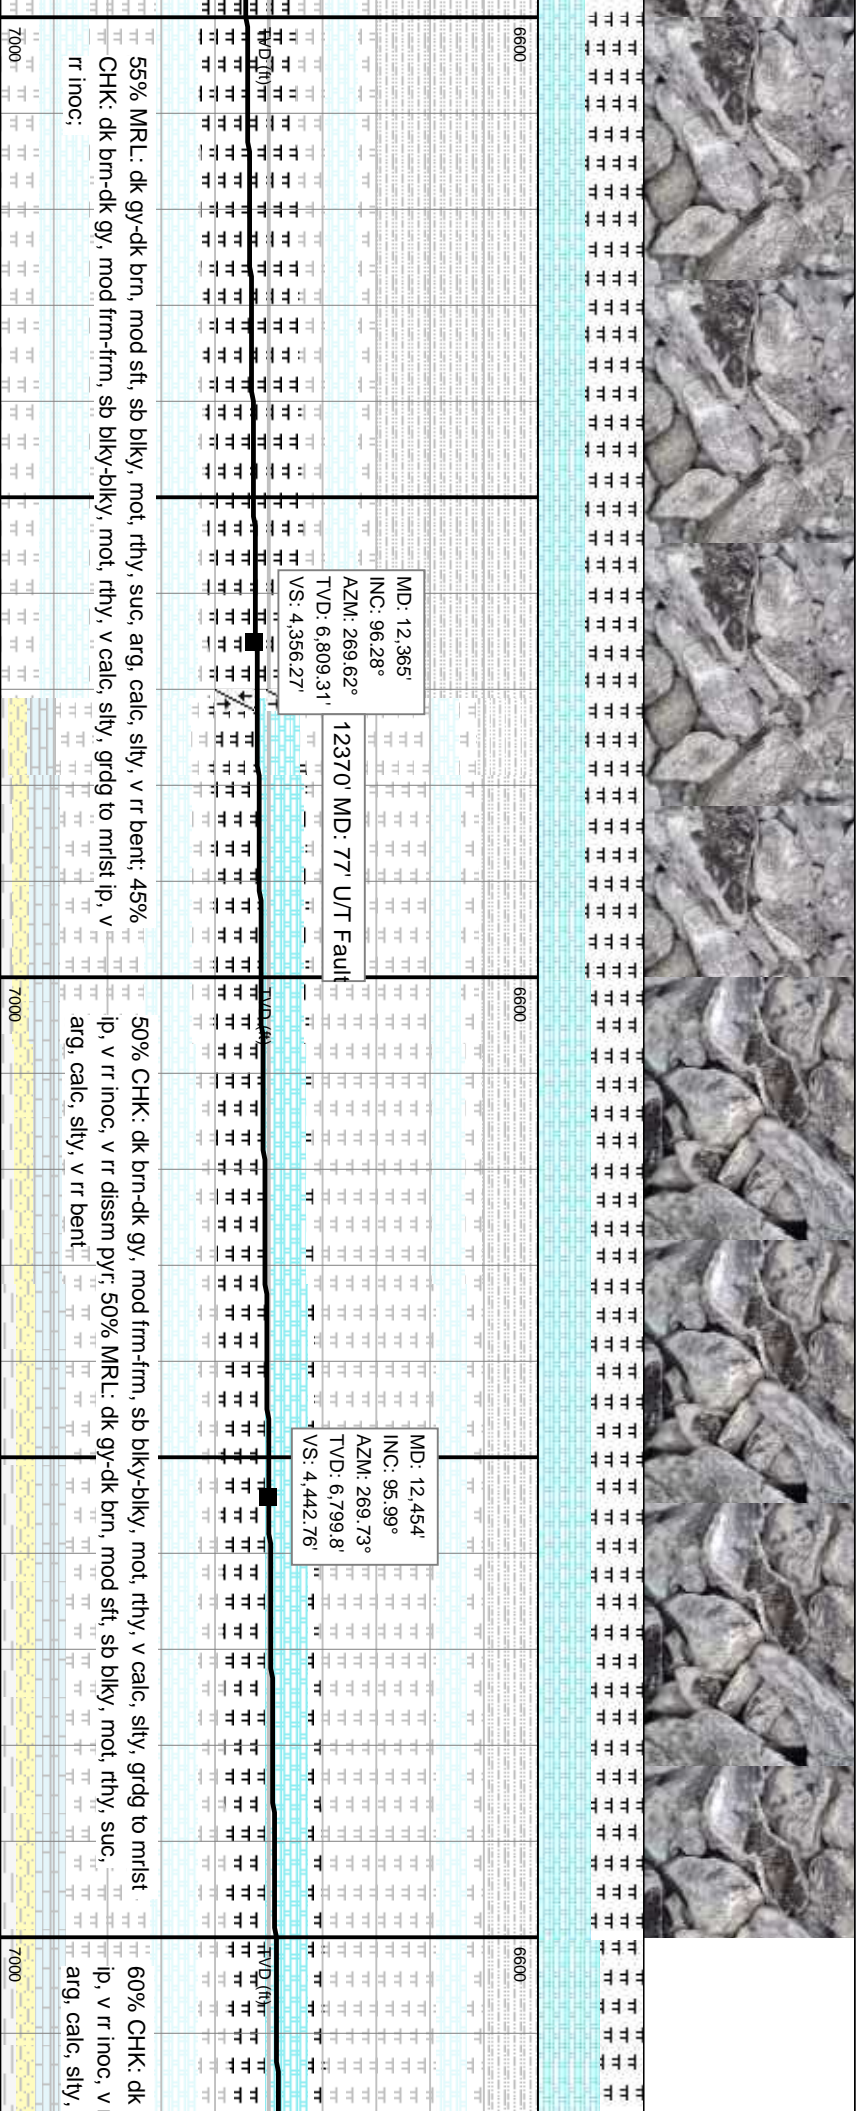 6600
TVD (ft)
7000
55% MRL: dk gy-dk brn, mod sft, sb blky, mot, rthy, suc, arg, calc, slty, v rr bent; 45%
CHK: dk brn-dk gy, mod frm-frm, sb blky-blky, mot, rthy, v calc, slty, grdg to mrlst ip, v
rr inoc;
MD: 12,365'
INC: 96.28°
AZM: 269.62°
TVD: 6,809.31'
VS: 4,356.27'
12370' MD: 77' U/T Fault
6600
TVD (ft)
7000
50% CHK: dk brn-dk gy, mod frm-frm, sb blky-blky, mot, rthy, v calc, slty, grdg to mrlst
ip, v rr inoc, v rr dissm pyr; 50% MRL: dk gy-dk brn, mod sft, sb blky, mot, rthy, suc,
arg, calc, slty, v rr bent
MD: 12,454'
INC: 95.99°
AZM: 269.73°
TVD: 6,799.8'
VS: 4,442.76'
6600
TVD (ft)
7000
60% CHK: dk
ip, v rr inoc, v
arg, calc, slty,